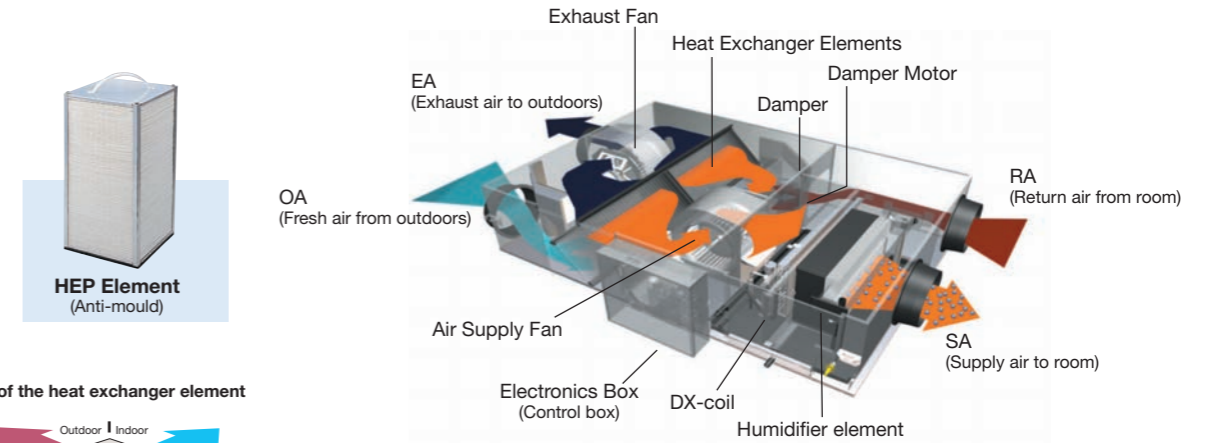 Exhaust Fan
Heat Exchanger Elements
Damper Motor
EA
(Exhaust air to outdoors)
Damper
RA
(Return air from room)
OA
(Fresh air from outdoors)
HEP Element
(Anti-mould)
Air Supply Fan
SA
(Supply air to room)
Electronics Box
(Control box)
DX-coil
Humidifier element
of the heat exchanger element
Outdoor
Indoor